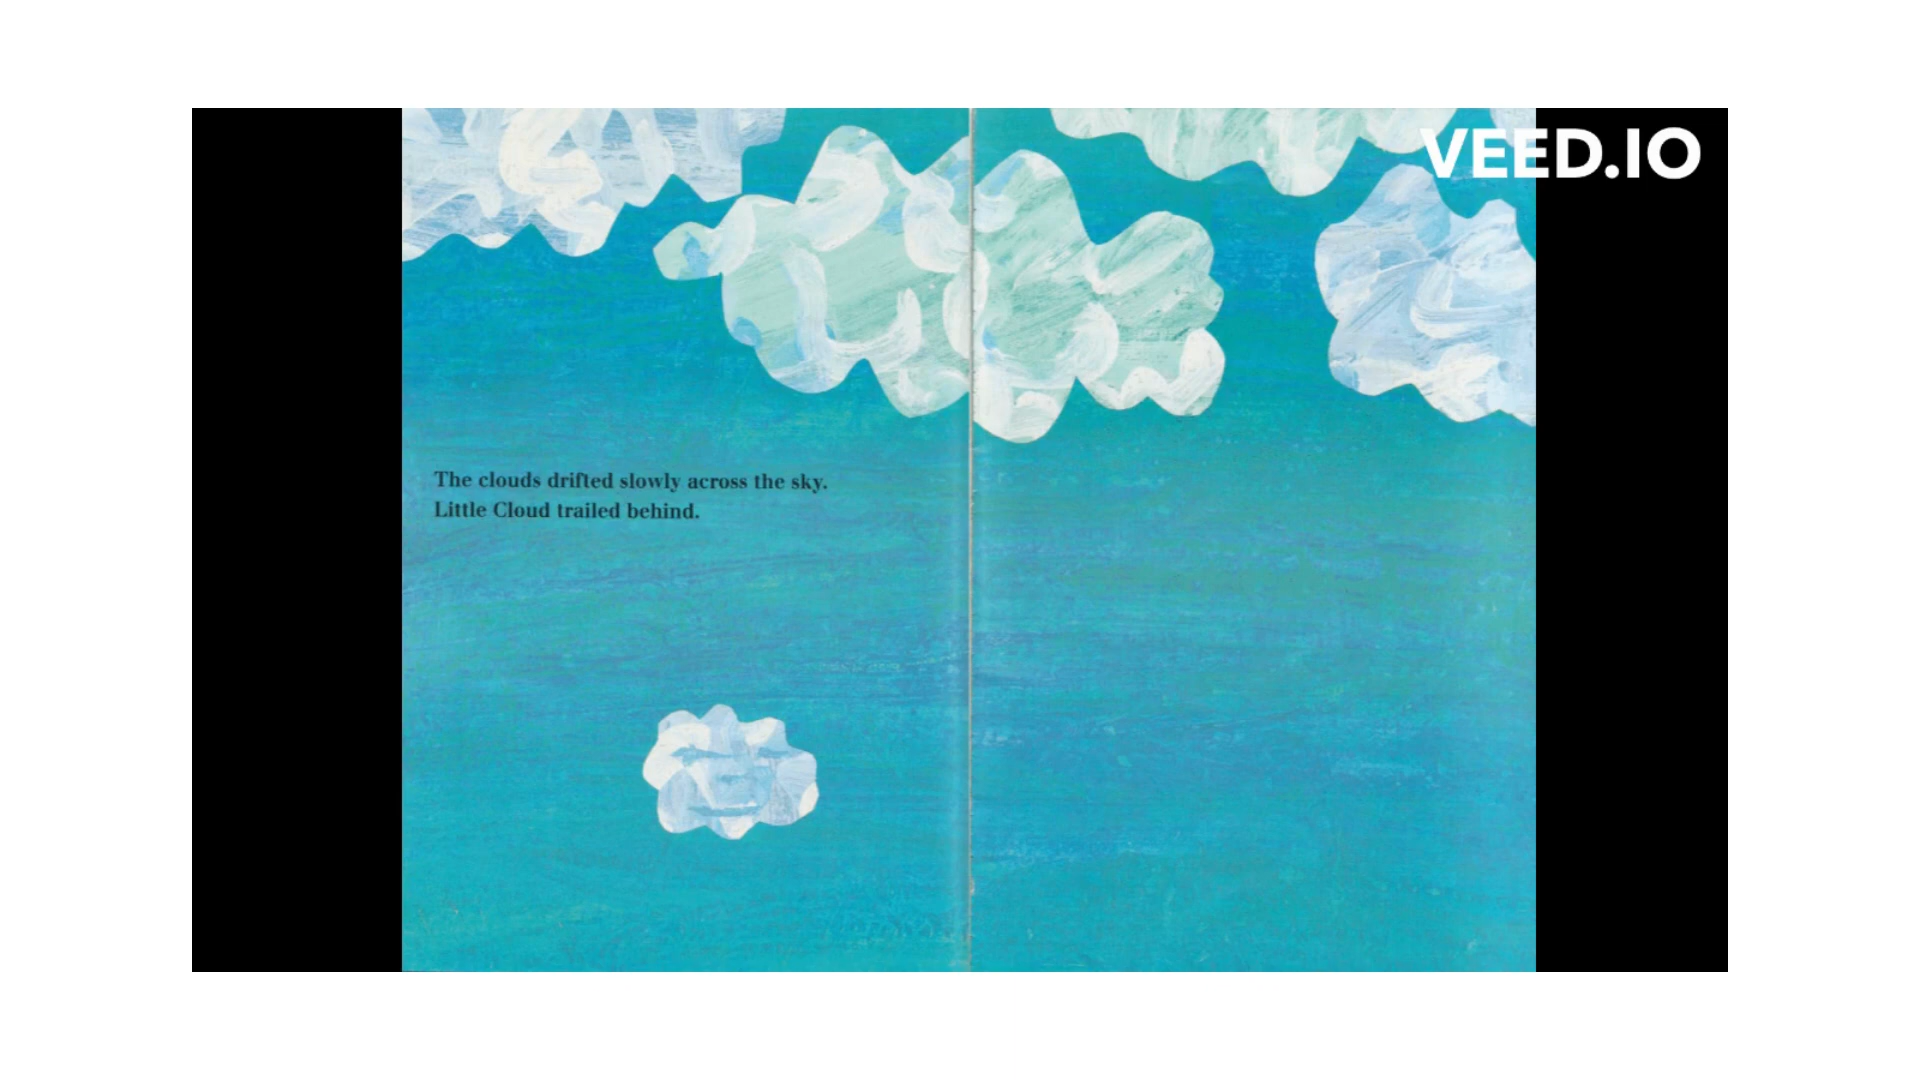 VEED.IO
The clouds drifted slowly across the sky.
Little Cloud trailed behind.